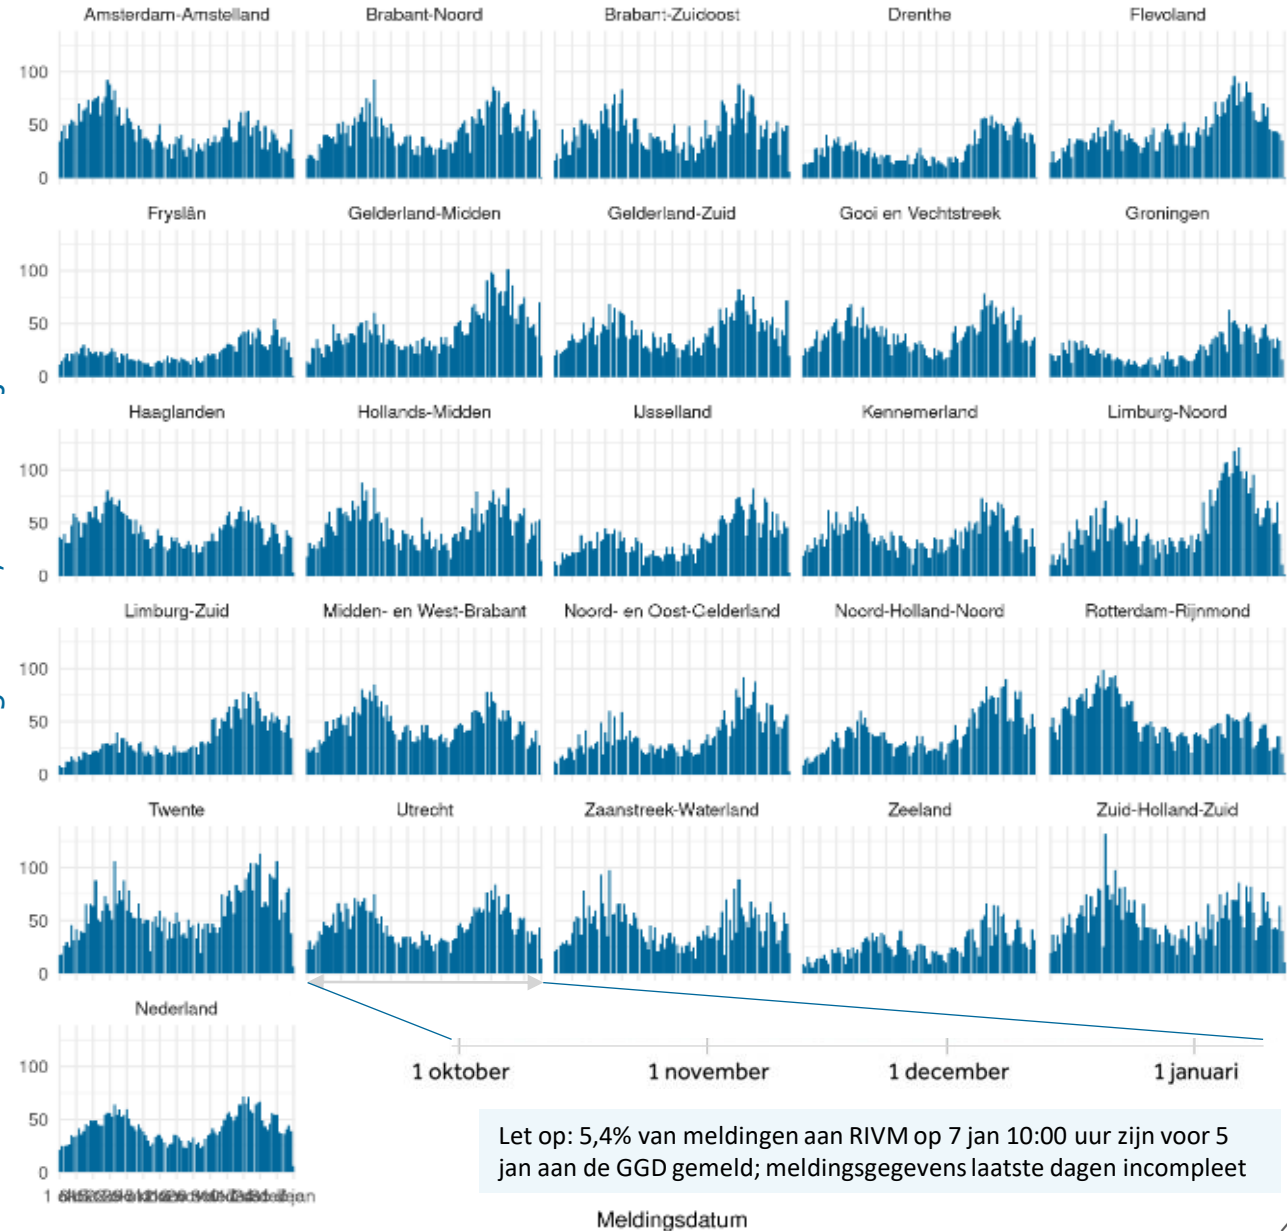 Amsterdam-Amstelland Brabant-Noord Brabant-Zuidoost Drenthe Flevoland
100
50
0
Fryslân Gelderland-Midden Gelderland-Zuid Gooi en Vechtstreek Groningen
100
50
0
Haaglanden Hollands-Midden IJsselland Kennemerland Limburg-Noord
100
50
0
Limburg-Zuid Midden- en West-Brabant Noord- en Oost-Gelderland Noord-Holland-Noord Rotterdam-Rijnmond
100
50
0
Twente Utrecht Zaanstreek-Waterland Zeeland Zuid-Holland-Zuid
100
50
0
Nederland
100
50
0
1 oktober 1 november 1 december 1 januari
Let op: 5,4% van meldingen aan RIVM op 7 jan 10:00 uur zijn voor 5
jan aan de GGD gemeld; meldingsgegevens laatste dagen incompleet
Meldingsdatum